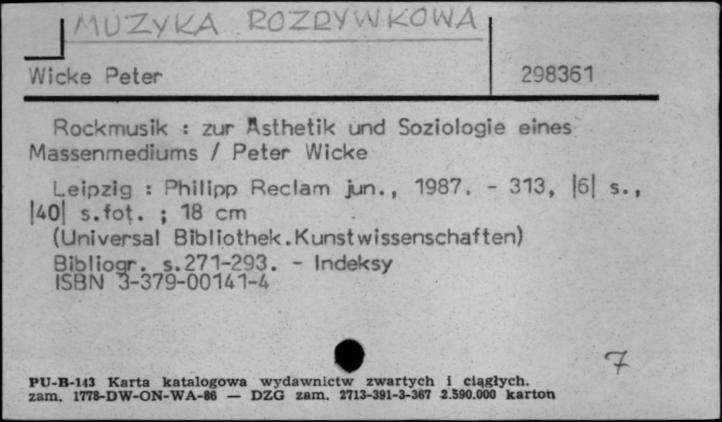 MUZYKA ROZRYWKOWA
Wicke Peter 298361
Rockmusik : zur Ästhetik und Soziologie eines
Massenmediums / Peter Wicke
Leipzig : Philipp Reclam jun., 1987. - 313, |6| s.,
|40| s.fot. ; 18 cm
(Universal Bibliothek.Kunstwissenschaften)
Bibliogr. s.271-293. - Indeksy
ISBN 3-379-00141-4
7
PU-B-143 Karta katalogowa wydawnictw zwartych i ciągłych.
zam. 1778-DW-ON-WA-86 — DZG zam. 2713-391-3-367 2.590.000 karton